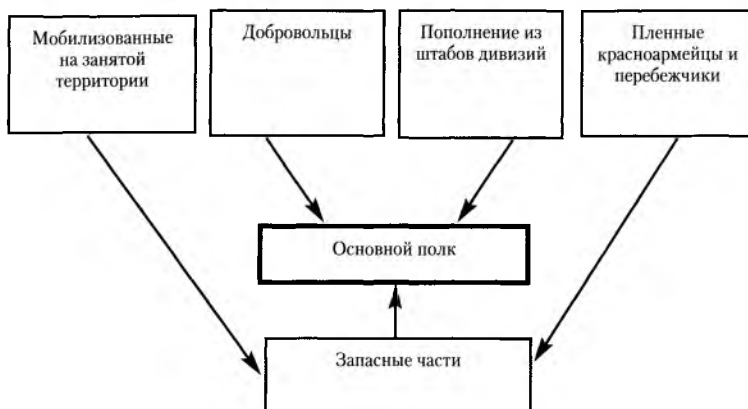 Мобилизованные
на занятой
территории
Добровольцы
Пополнение из
штабов дивизий
Пленные
красноармейцы и
перебежчики
Основной полк
Запасные части